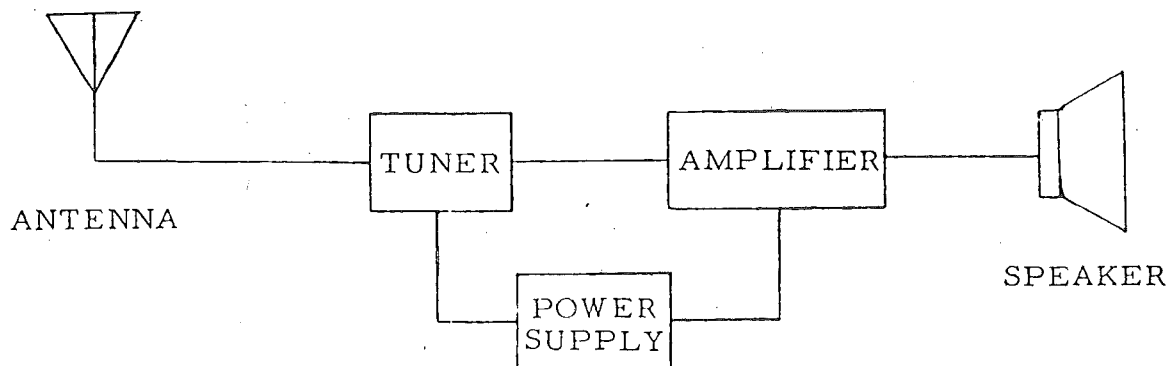 TUNER
AMPLIFIER
ANTENNA
SPEAKER
POWER
SUPPLY